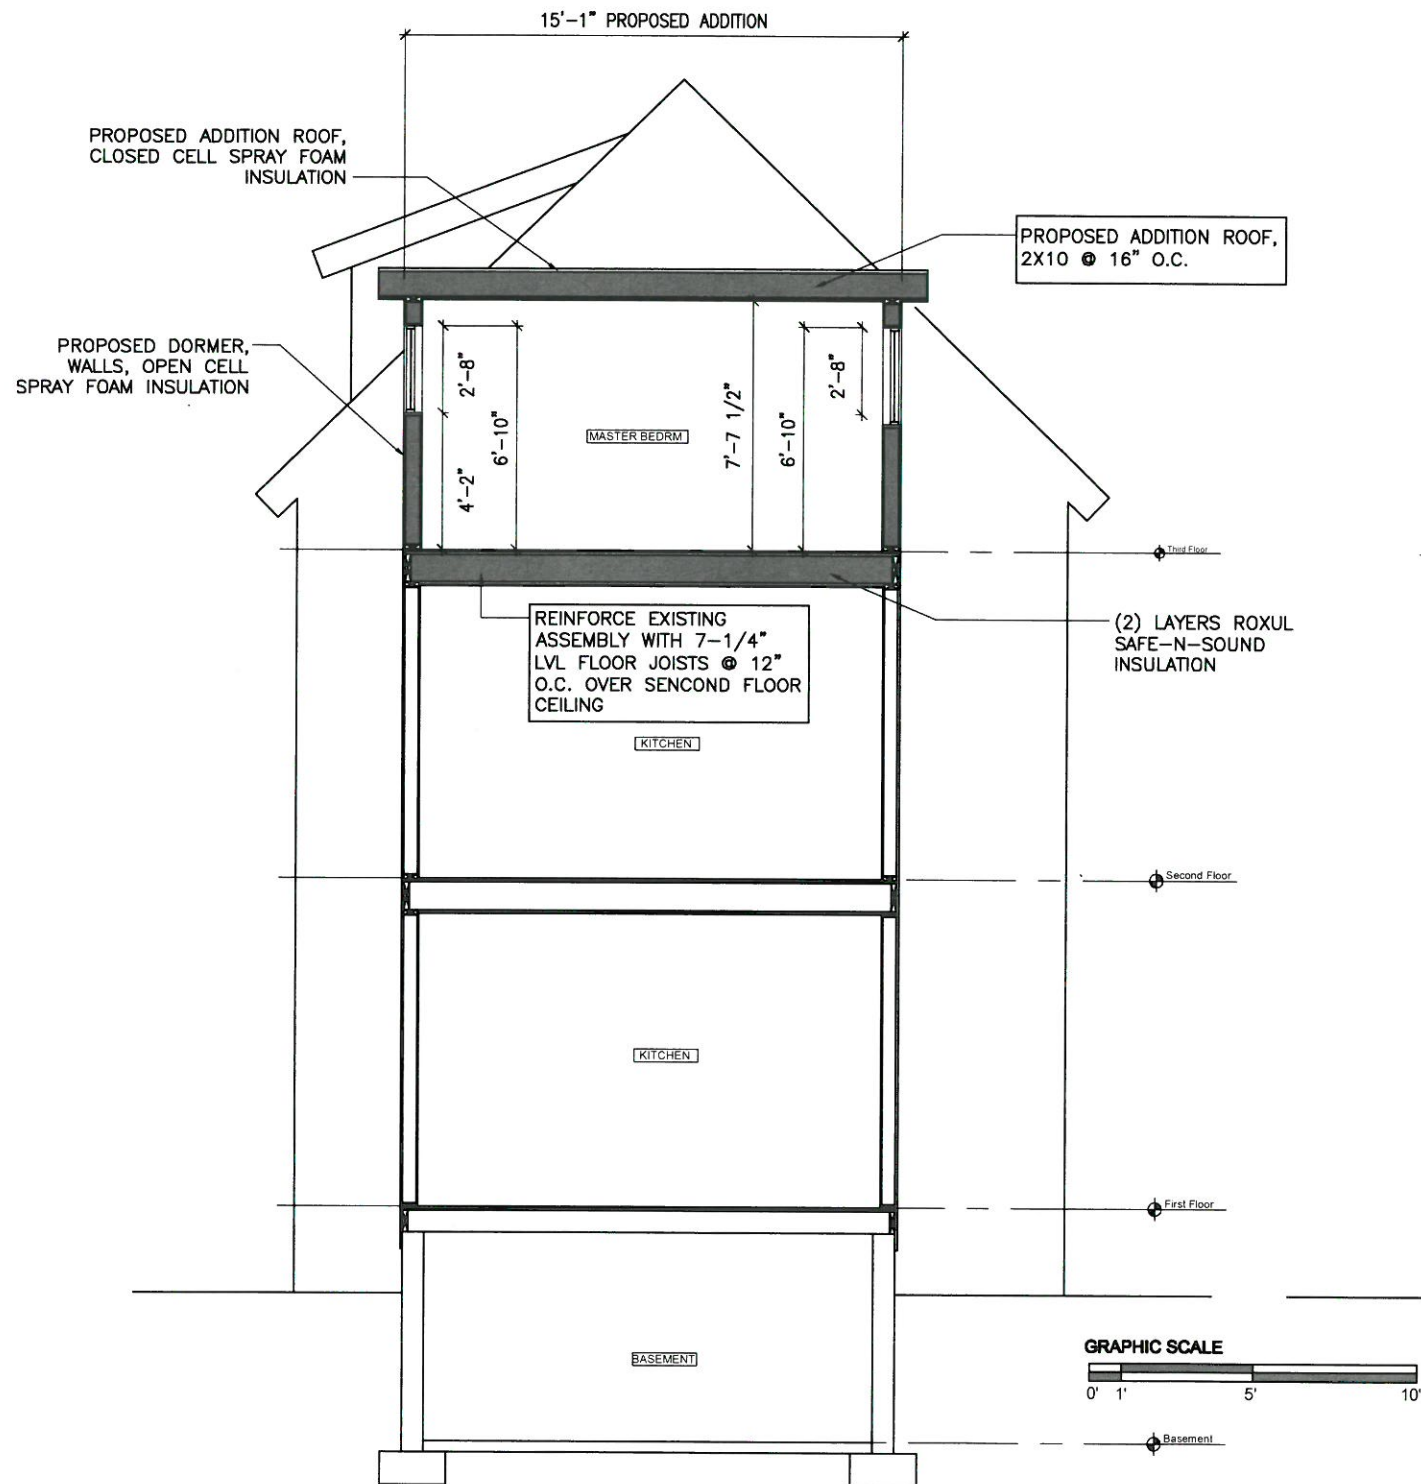 15'-1" PROPOSED ADDITION
PROPOSED ADDITION ROOF,
CLOSED CELL SPRAY FOAM
INSULATION
PROPOSED ADDITION ROOF,
2X10 @ 16" O.C.
PROPOSED DORMER,
WALLS, OPEN CELL
SPRAY FOAM INSULATION
2'-8"
4'-2"
6'-10"
MASTER BEDRM
7'-7 1/2"
6'-10"
2'-8"
Third Floor
REINFORCE EXISTING
ASSEMBLY WITH 7-1/4"
LVL FLOOR JOISTS @ 12"
O.C. OVER SENCOND FLOOR
CEILING
(2) LAYERS ROXUL
SAFE-N-SOUND
INSULATION
KITCHEN
Second Floor
KITCHEN
First Floor
BASEMENT
GRAPHIC SCALE
0' 1' 5' 10'
Basement